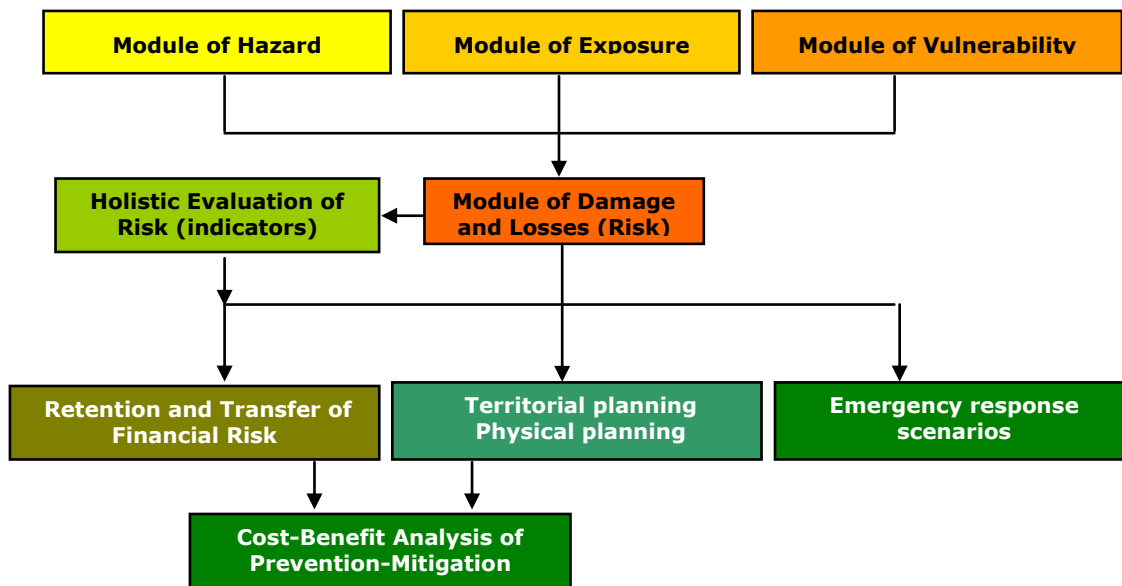 Module of Hazard
Module of Exposure
Module of Vulnerability
Holistic Evaluation of
Risk (indicators)
Module of Damage
and Losses (Risk)
Retention and Transfer of
Financial Risk
Territorial planning
Physical planning
Emergency response
scenarios
Cost-Benefit Analysis of
Prevention-Mitigation